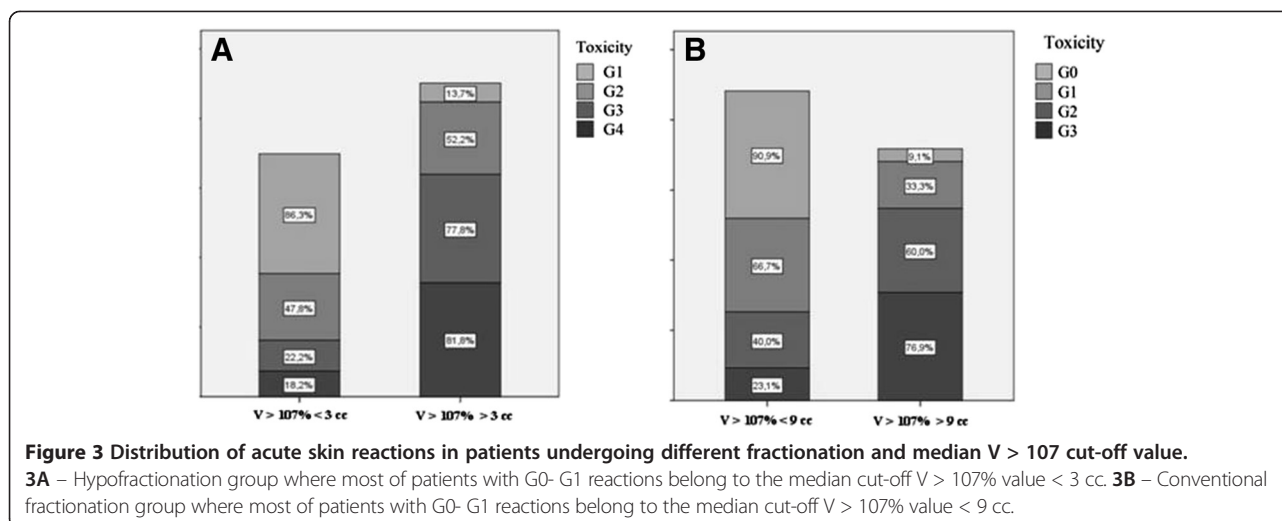 A
Toxicity
G1
G2
G3
G4
86,3%
47,8%
22,2%
18,2%
13,7%
52,2%
77,8%
81,8%
V > 107% < 3 cc
V > 107% > 3 cc
B
Toxicity
G0
G1
G2
G3
90,9%
66,7%
40,0%
23,1%
9,1%
33,3%
60,0%
76,9%
V > 107% < 9 cc
V > 107% > 9 cc
Figure 3 Distribution of acute skin reactions in patients undergoing different fractionation and median V > 107 cut-off value.
3A – Hypofractionation group where most of patients with G0- G1 reactions belong to the median cut-off V > 107% value < 3 cc. 3B – Conventional
fractionation group where most of patients with G0- G1 reactions belong to the median cut-off V > 107% value < 9 cc.